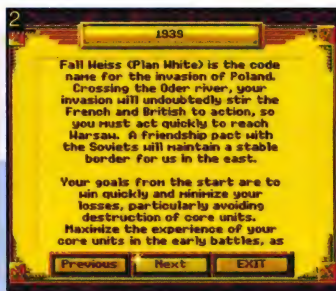 2
1939
Fall Weiss (Plan White) is the code
name for the invasion of Poland.
Crossing the Oder river, your
invasion will undoubtedly stir the
French and British to action, so
you must act quickly to reach
Warsaw. A friendship pact with
the Soviets will maintain a stable
border for us in the east.
Your goals from the start are to
win quickly and minimize your
losses, particularly avoiding
destruction of core units.
Maximize the experience of your
core units in the early battles, as
Previous Next EXIT